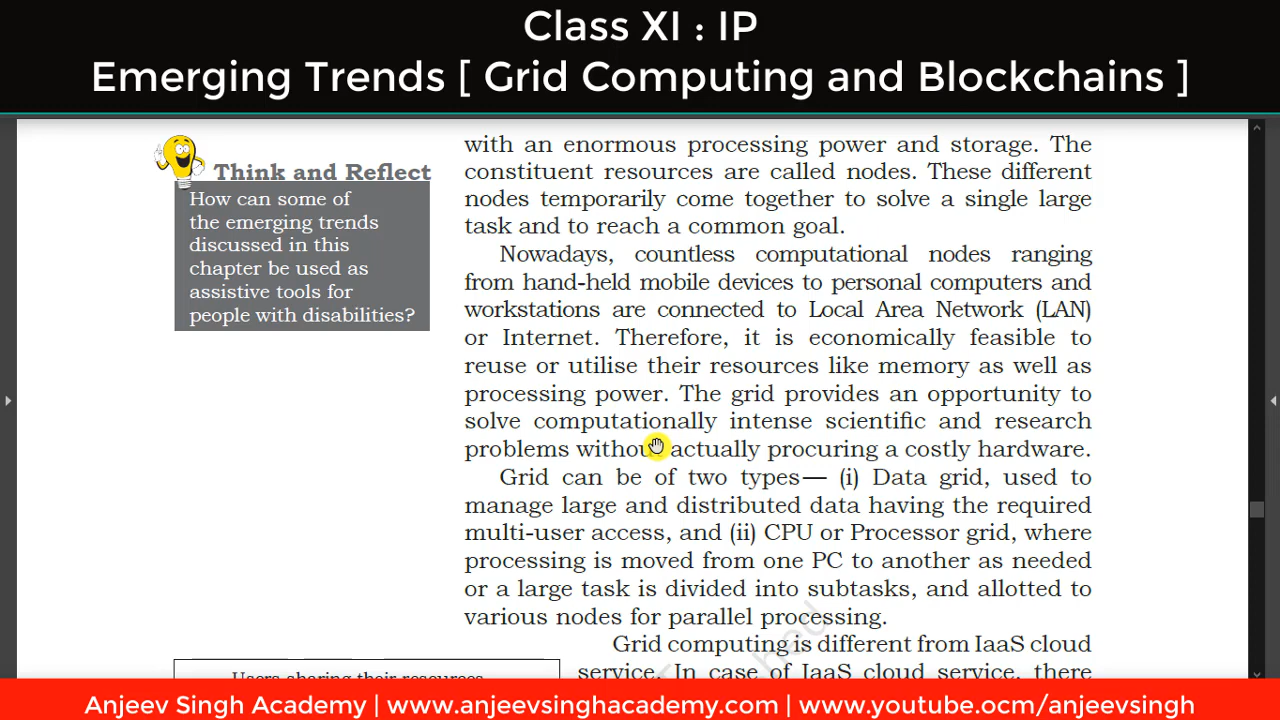 Class XI : IP
Emerging Trends [ Grid Computing and Blockchains ]
Think and Reflect
How can some of
the emerging trends
discussed in this
chapter be used as
assistive tools for
people with disabilities?
with an enormous processing power and storage. The
constituent resources are called nodes. These different
nodes temporarily come together to solve a single large
task and to reach a common goal.
Nowadays, countless computational nodes ranging
from hand-held mobile devices to personal computers and
workstations are connected to Local Area Network (LAN)
or Internet. Therefore, it is economically feasible to
reuse or utilise their resources like memory as well as
processing power. The grid provides an opportunity to
solve computationally intense scientific and research
problems without actually procuring a costly hardware.
Grid can be of two types— (i) Data grid, used to
manage large and distributed data having the required
multi-user access, and (ii) CPU or Processor grid, where
processing is moved from one PC to another as needed
or a large task is divided into subtasks, and allotted to
various nodes for parallel processing.
Grid computing is different from IaaS cloud
service. In case of IaaS cloud service, there
Users sharing their resources
Anjeev Singh Academy | www.anjeevsinghacademy.com | www.youtube.ocm/anjeevsingh